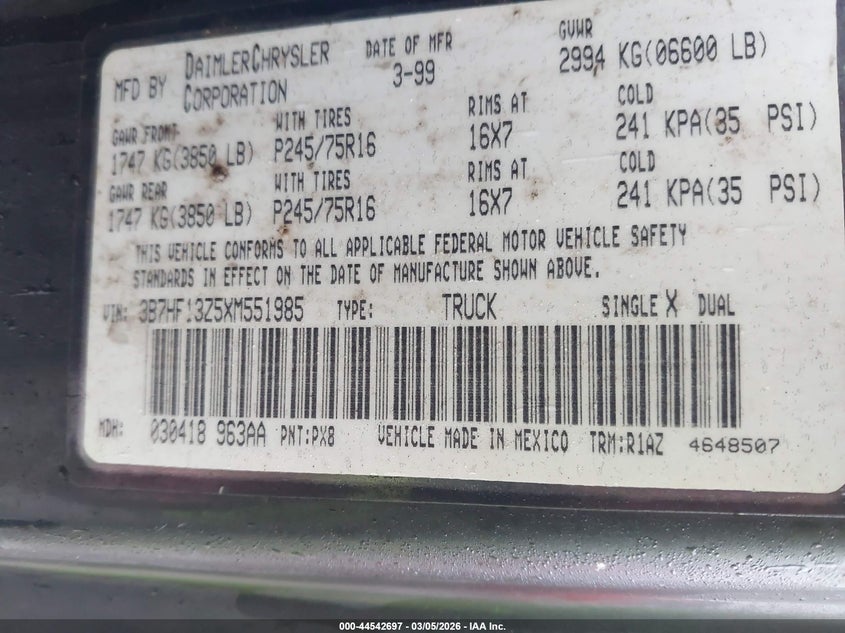 MFD BY DAIMLERCHRYSLER CORPORATION DATE OF MFR 3-99 GVWR 2994 KG(06600 LB)
GAWR FRONT WITH TIRES RIMS AT COLD
1747 KG(3850 LB) P245/75R16 16X7 241 KPA(35 PSI)
GAWR REAR WITH TIRES RIMS AT COLD
1747 KG(3850 LB) P245/75R16 16X7 241 KPA(35 PSI)
THIS VEHICLE CONFORMS TO ALL APPLICABLE FEDERAL MOTOR VEHICLE SAFETY
STANDARDS IN EFFECT ON THE DATE OF MANUFACTURE SHOWN ABOVE.
VIN: 3B7HF13Z5XM551985 TYPE: TRUCK SINGLE X DUAL
MDH: 030418 963AA PNT:PX8 VEHICLE MADE IN MEXICO TRM:R1AZ 4648507
000-44542697 - 03/05/2026 - IAA Inc.